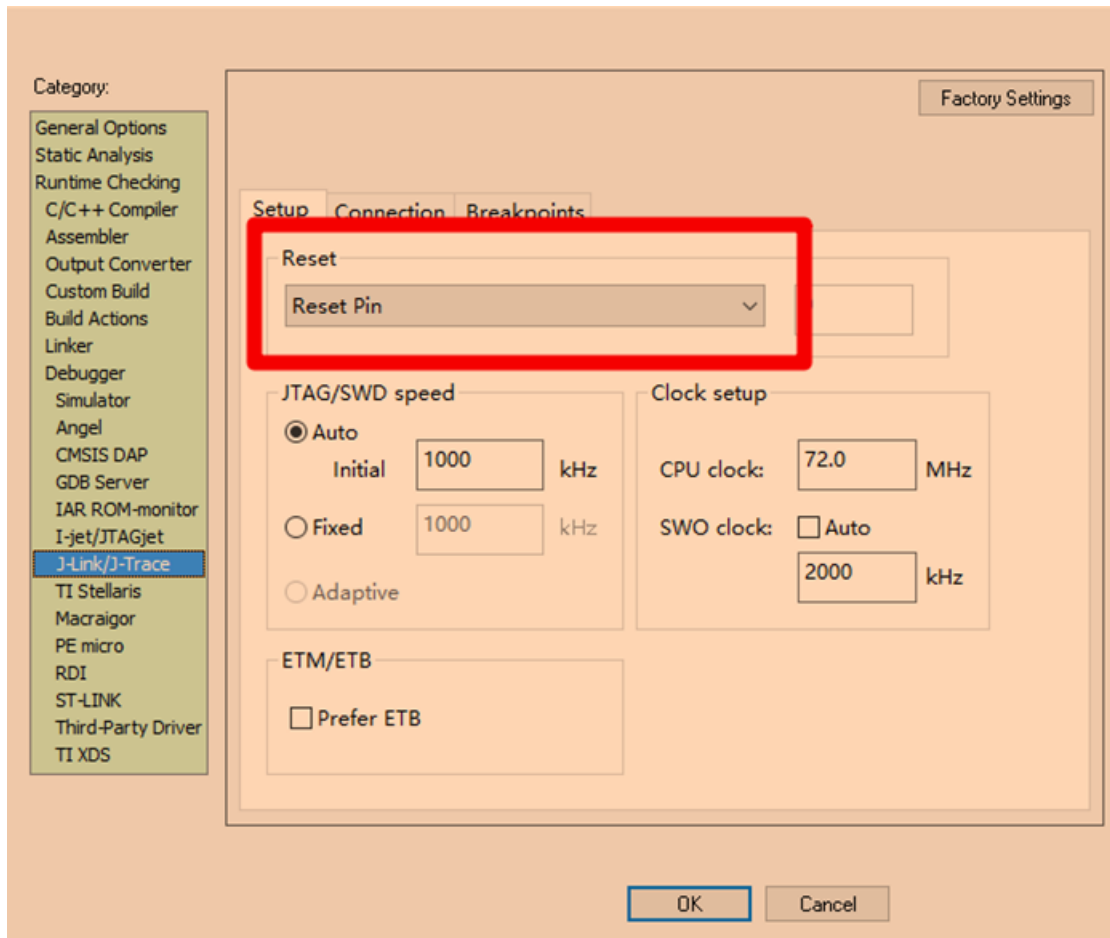 Category:
General Options
Static Analysis
Runtime Checking
C/C++ Compiler
Assembler
Output Converter
Custom Build
Build Actions
Linker
Debugger
Simulator
Angel
CMSIS DAP
GDB Server
IAR ROM-monitor
I-jet/JTAGjet
J-Link/J-Trace
TI Stellaris
Macraigor
PE micro
RDI
ST-LINK
Third-Party Driver
TI XDS
Factory Settings
Setup Connection Breakpoints
Reset
Reset Pin
JTAG/SWD speed
Auto
Initial 1000 kHz
Fixed 1000 kHz
Adaptive
Clock setup
CPU clock: 72.0 MHz
SWO clock: Auto
2000 kHz
ETM/ETB
Prefer ETB
OK Cancel